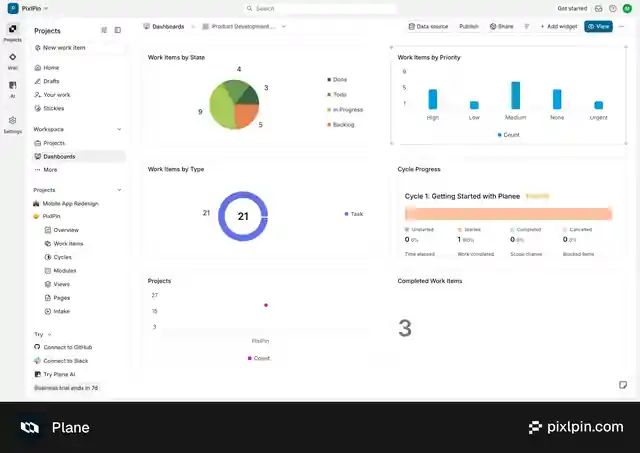 PixlPin
Search
Get started
M
Projects
Wiki
AI
Settings
Projects
New work item
Home
Drafts
Your work
Stickies
Workspace
Projects
Dashboards
More
Projects
Mobile App Redesign
PixlPin
Overview
Work items
Cycles
Modules
Views
Pages
Intake
Try
Connect to GitHub
Connect to Slack
Try Plane AI
Business trial ends in 7d
Dashboards
Product Development...
Data source
Publish
Share
Add widget
View
Work Items by State
4
3
5
9
Done
Todo
In Progress
Backlog
Work Items by Priority
9
5
1
High Low Medium None Urgent
Count
Work Items by Type
21
21
Task
Cycle Progress
Cycle 1: Getting Started with Planee
Unstarted Started Completed Cancelled
0 0% 1 100% 0 0% 0 0%
Time elapsed Work completed Scope change Blocked items
Projects
27
15
3
PixlPin
Count
Completed Work Items
3
Plane
pixlpin.com